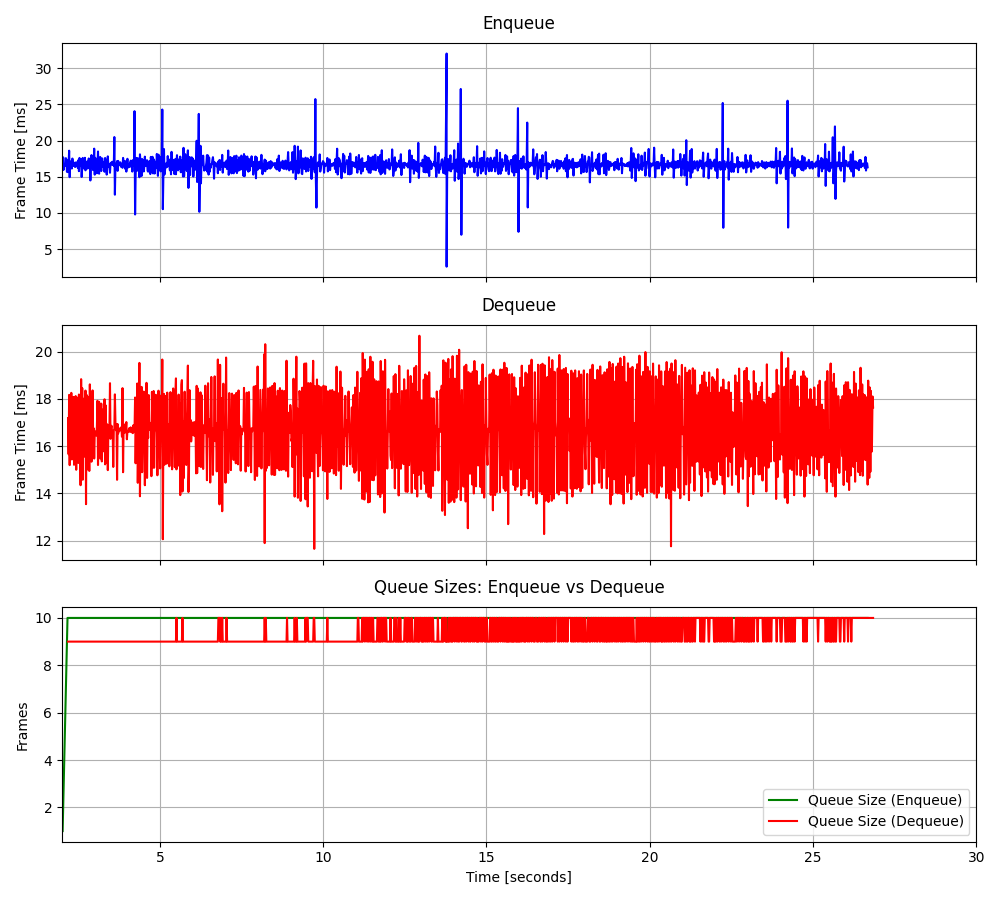 Enqueue
Frame Time [ms]
30
25
20
15
10
5
Dequeue
Frame Time [ms]
20
18
16
14
12
Queue Sizes: Enqueue vs Dequeue
Frames
10
8
6
4
2
Queue Size (Enqueue)
Queue Size (Dequeue)
5 10 15 20 25 30
Time [seconds]